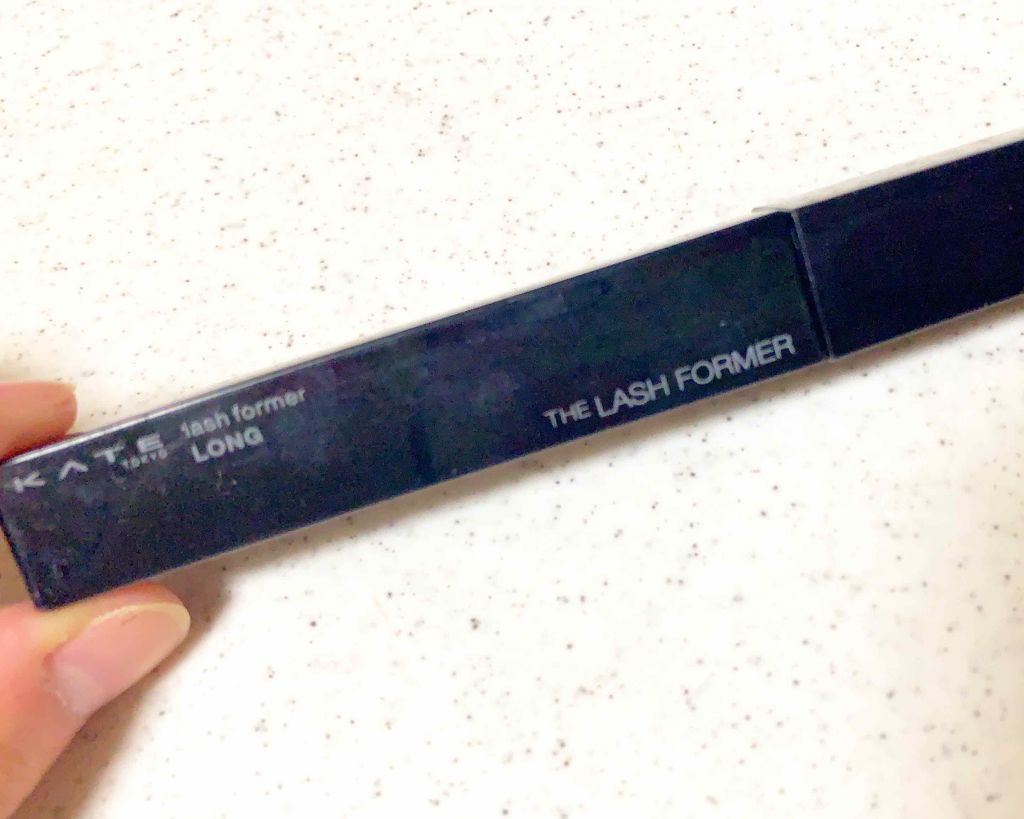 KATE
TOKYO
lash former
LONG
THE LASH FORMER